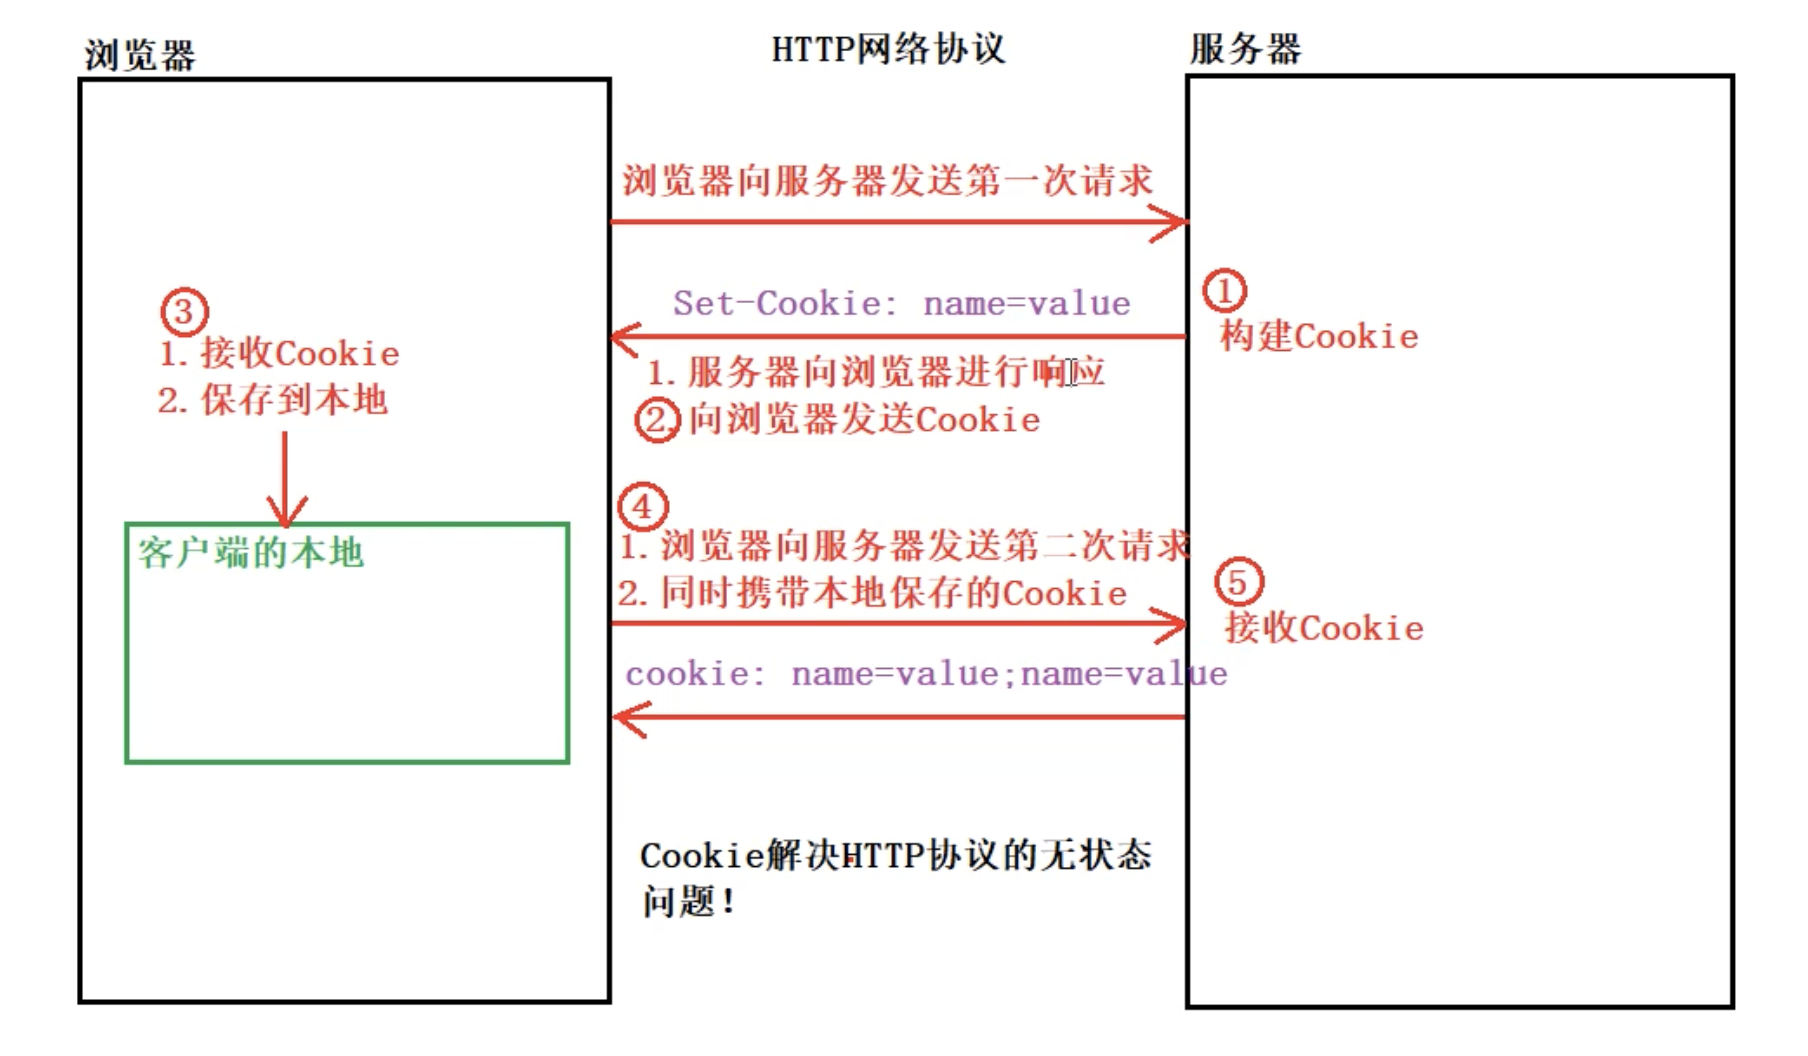 浏览器
HTTP网络协议
服务器
浏览器向服务器发送第一次请求
①
构建Cookie
Set-Cookie: name=value
1.服务器向浏览器进行响应
②.向浏览器发送Cookie
③
1.接收Cookie
2.保存到本地
客户端的本地
④
1.浏览器向服务器发送第二次请求
2.同时携带本地保存的Cookie
⑤
接收Cookie
cookie: name=value;name=value
Cookie解决HTTP协议的无状态
问题！